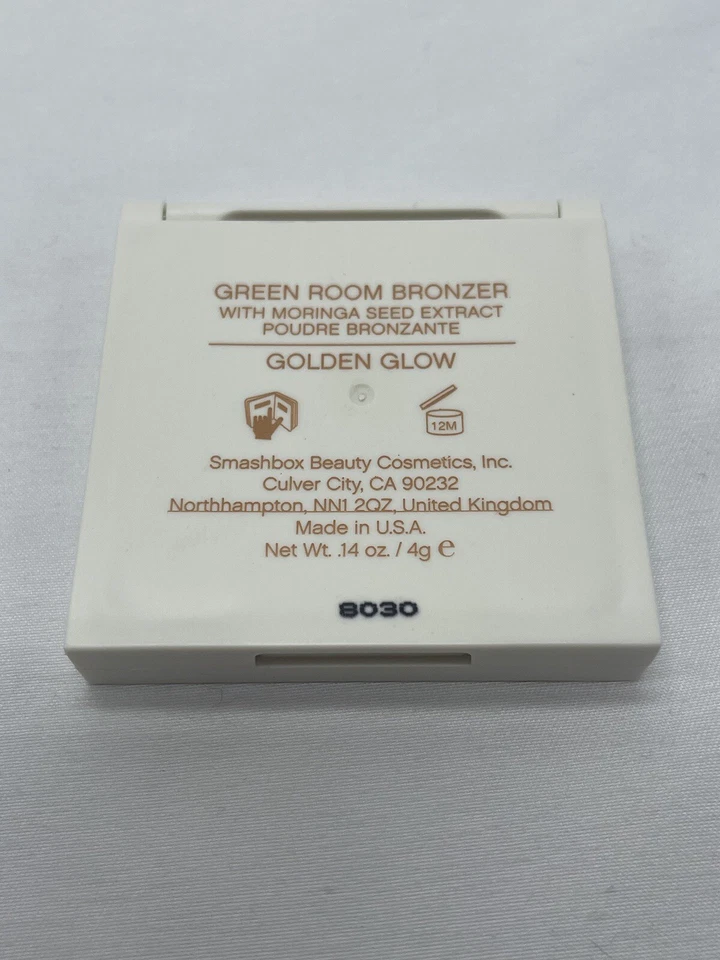 GREEN ROOM BRONZER
WITH MORINGA SEED EXTRACT
POUDRE BRONZANTE
GOLDEN GLOW
12M
Smashbox Beauty Cosmetics, Inc.
Culver City, CA 90232
Northhampton, NN1 2QZ, United Kingdom
Made in U.S.A.
Net Wt. .14 oz. / 4g ℮
8030